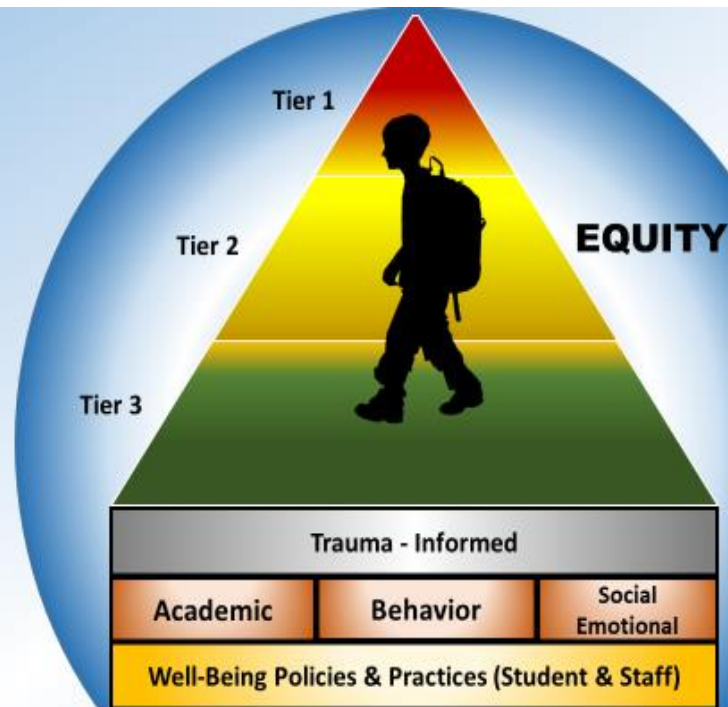 Tier 1
Tier 2
EQUITY
Tier 3
Trauma - Informed
Academic
Behavior
Social
Emotional
Well-Being Policies & Practices (Student & Staff)